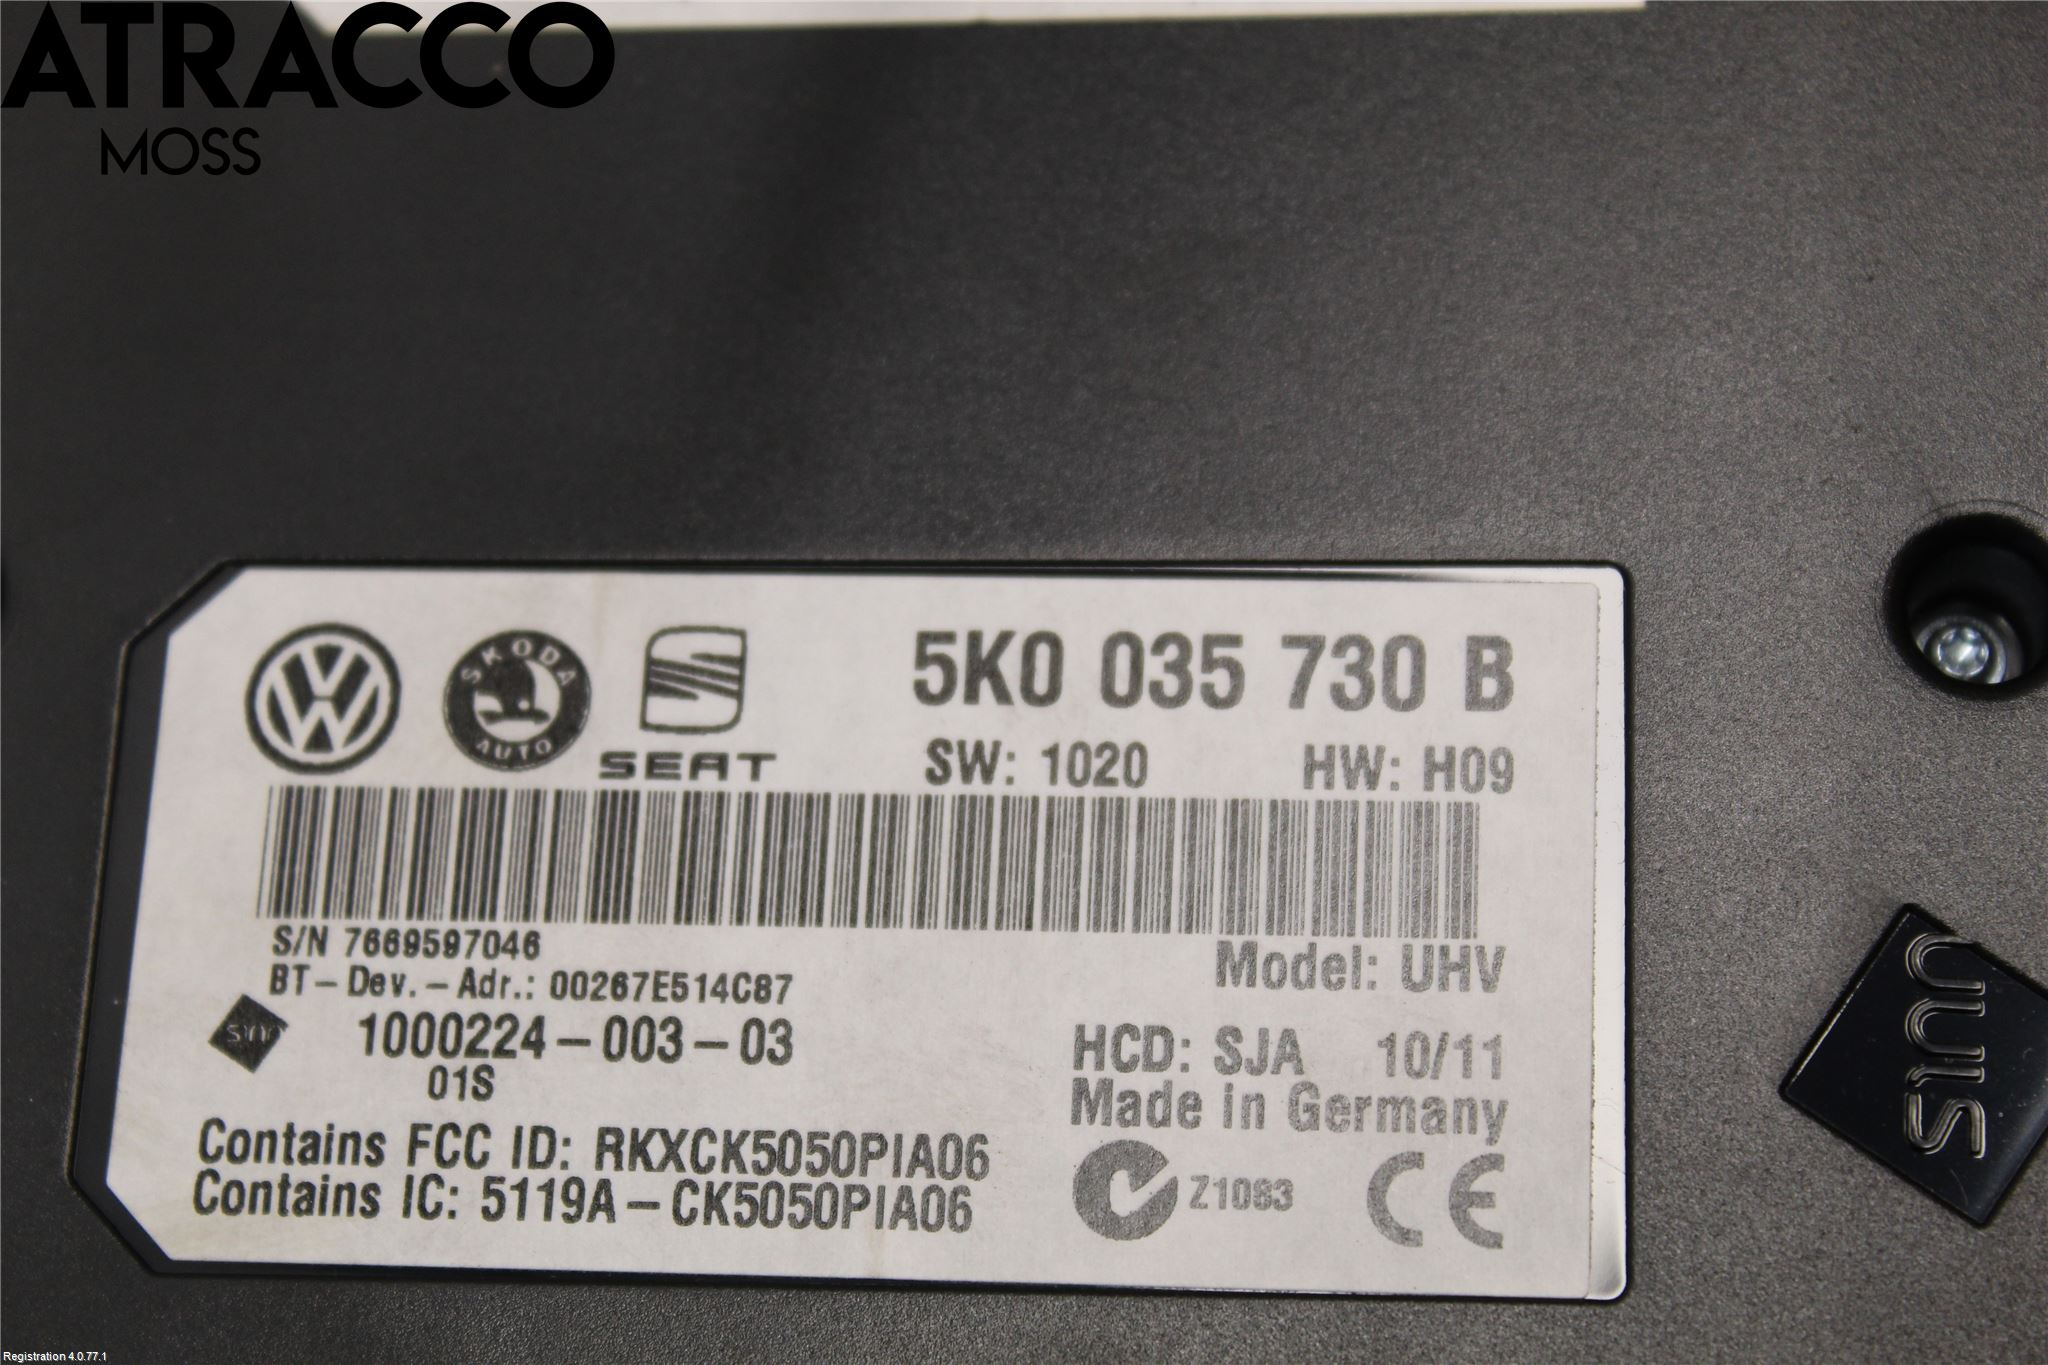 ATRACCO
MOSS
SKODA
AUTO
SEAT
5K0 035 730 B
SW: 1020 HW: H09
S/N 7669597046
BT-Dev.-Adr.: 00267E514C87
Model: UHV
1000224-003-03
01S
HCD: SJA 10/11
Made in Germany
Contains FCC ID: RKXCK5050PIA06
Contains IC: 5119A-CK5050PIA06
Z1083
CE
Registration 4.0.77.1